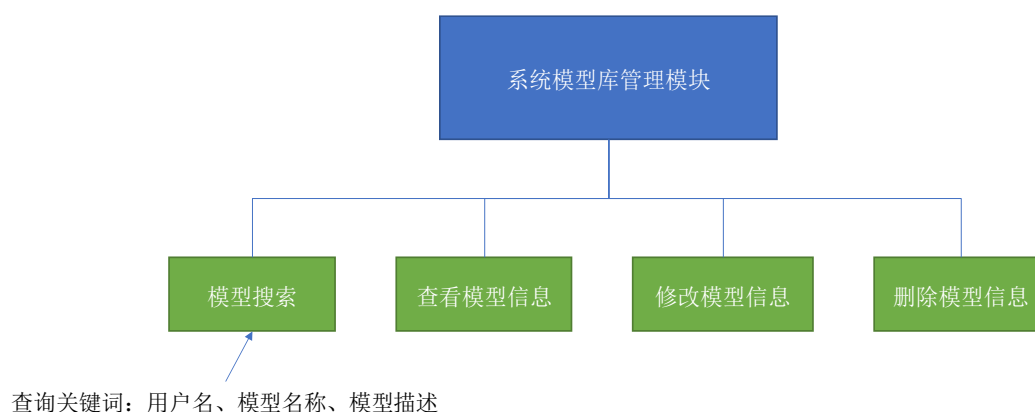 系统模型库管理模块
模型搜索
查看模型信息
修改模型信息
删除模型信息
查询关键词：用户名、模型名称、模型描述